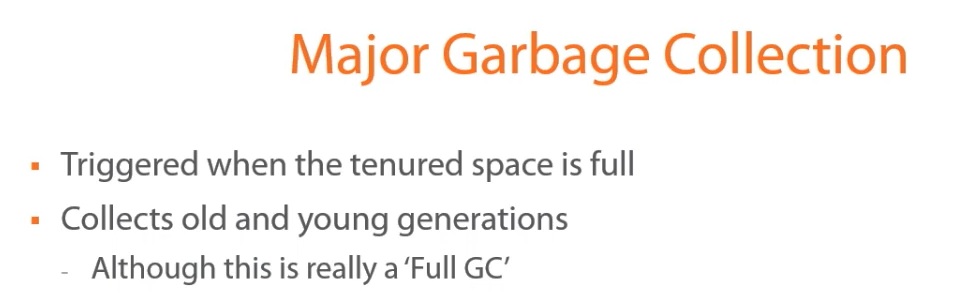 Major Garbage Collection
▪ Triggered when the tenured space is full
▪ Collects old and young generations
- Although this is really a ‘Full GC’